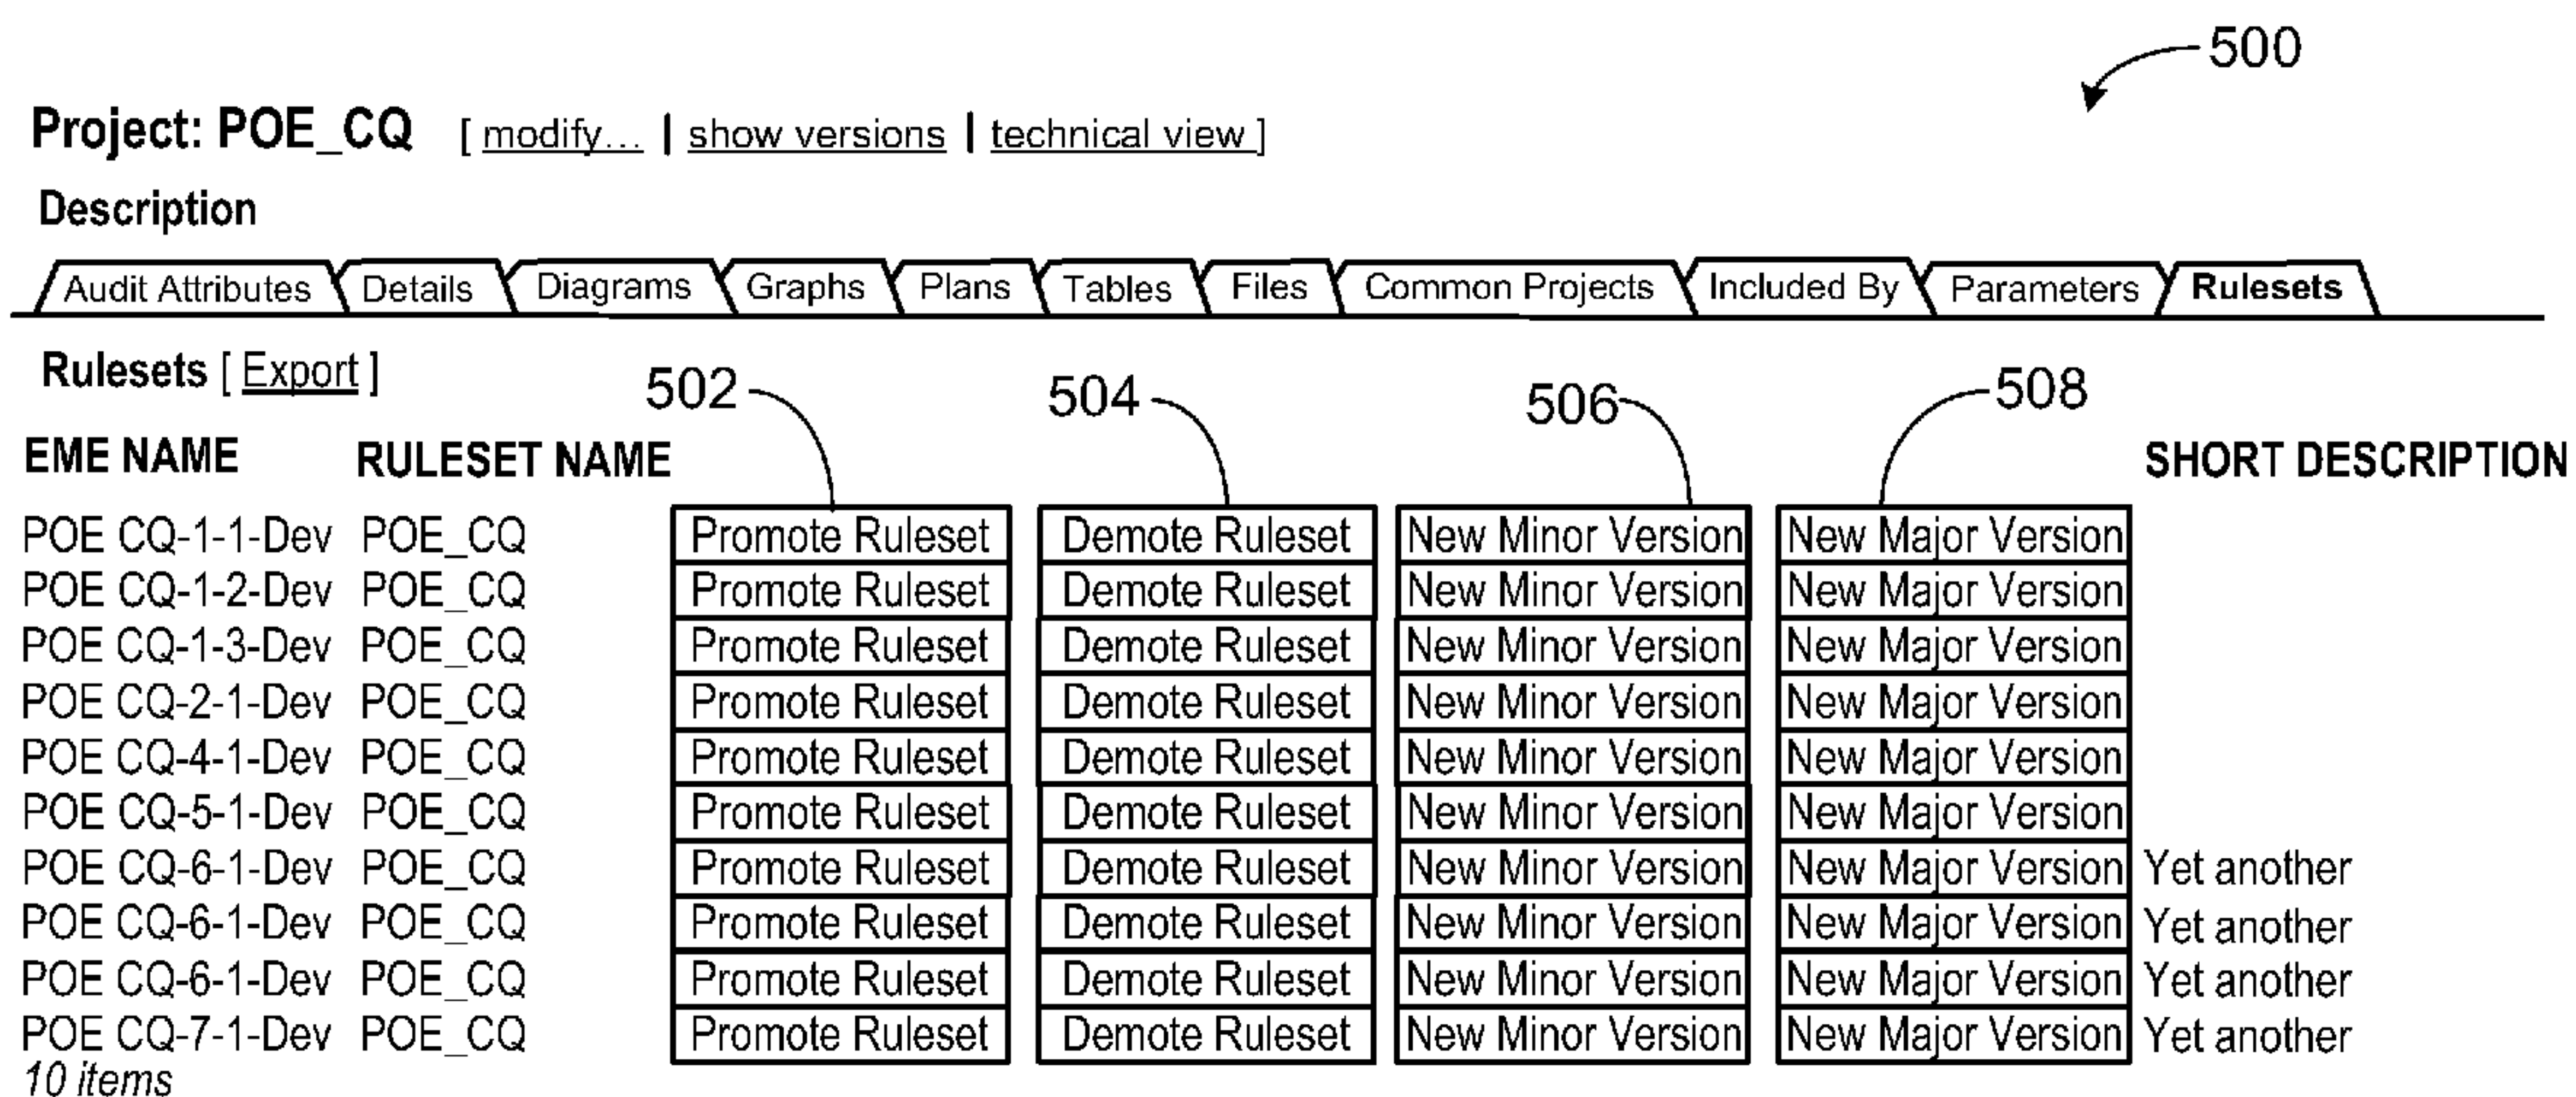 500
Project: POE_CQ [ modify... | show versions | technical view ]
Description
Audit Attributes Details Diagrams Graphs Plans Tables Files Common Projects Included By Parameters Rulesets
Rulesets [ Export ] 502 504 506 508
EME NAME RULESET NAME SHORT DESCRIPTION
POE CQ-1-1-Dev POE_CQ Promote Ruleset Demote Ruleset New Minor Version New Major Version
POE CQ-1-2-Dev POE_CQ Promote Ruleset Demote Ruleset New Minor Version New Major Version
POE CQ-1-3-Dev POE_CQ Promote Ruleset Demote Ruleset New Minor Version New Major Version
POE CQ-2-1-Dev POE_CQ Promote Ruleset Demote Ruleset New Minor Version New Major Version
POE CQ-4-1-Dev POE_CQ Promote Ruleset Demote Ruleset New Minor Version New Major Version
POE CQ-5-1-Dev POE_CQ Promote Ruleset Demote Ruleset New Minor Version New Major Version
POE CQ-6-1-Dev POE_CQ Promote Ruleset Demote Ruleset New Minor Version New Major Version Yet another
POE CQ-6-1-Dev POE_CQ Promote Ruleset Demote Ruleset New Minor Version New Major Version Yet another
POE CQ-6-1-Dev POE_CQ Promote Ruleset Demote Ruleset New Minor Version New Major Version Yet another
POE CQ-7-1-Dev POE_CQ Promote Ruleset Demote Ruleset New Minor Version New Major Version Yet another
10 items